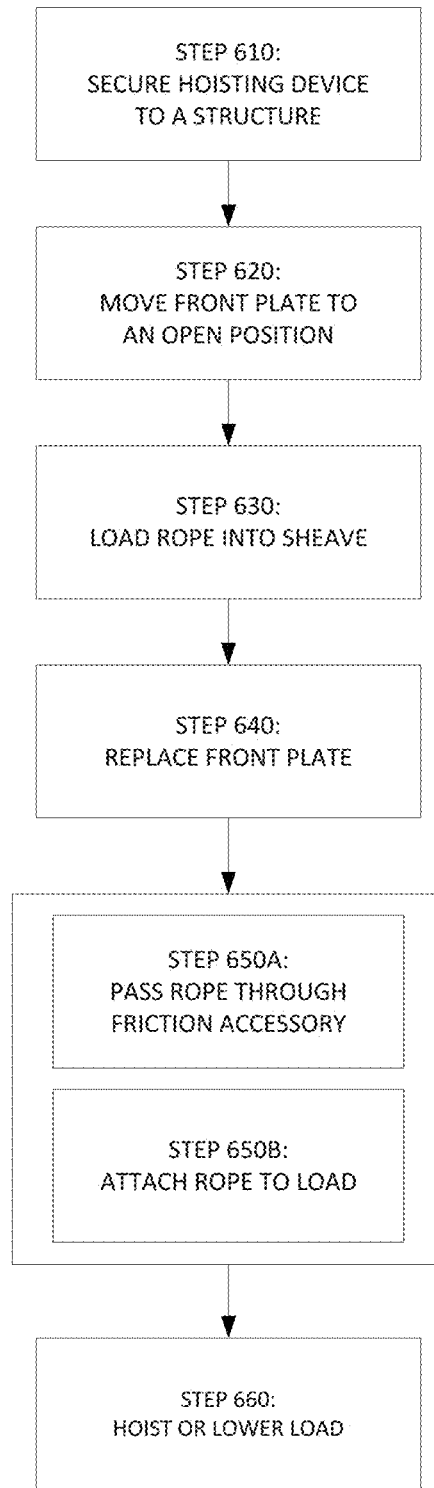 STEP 610:
SECURE HOISTING DEVICE
TO A STRUCTURE
STEP 620:
MOVE FRONT PLATE TO
AN OPEN POSITION
STEP 630:
LOAD ROPE INTO SHEAVE
STEP 640:
REPLACE FRONT PLATE
STEP 650A:
PASS ROPE THROUGH
FRICTION ACCESSORY
STEP 650B:
ATTACH ROPE TO LOAD
STEP 660:
HOIST OR LOWER LOAD